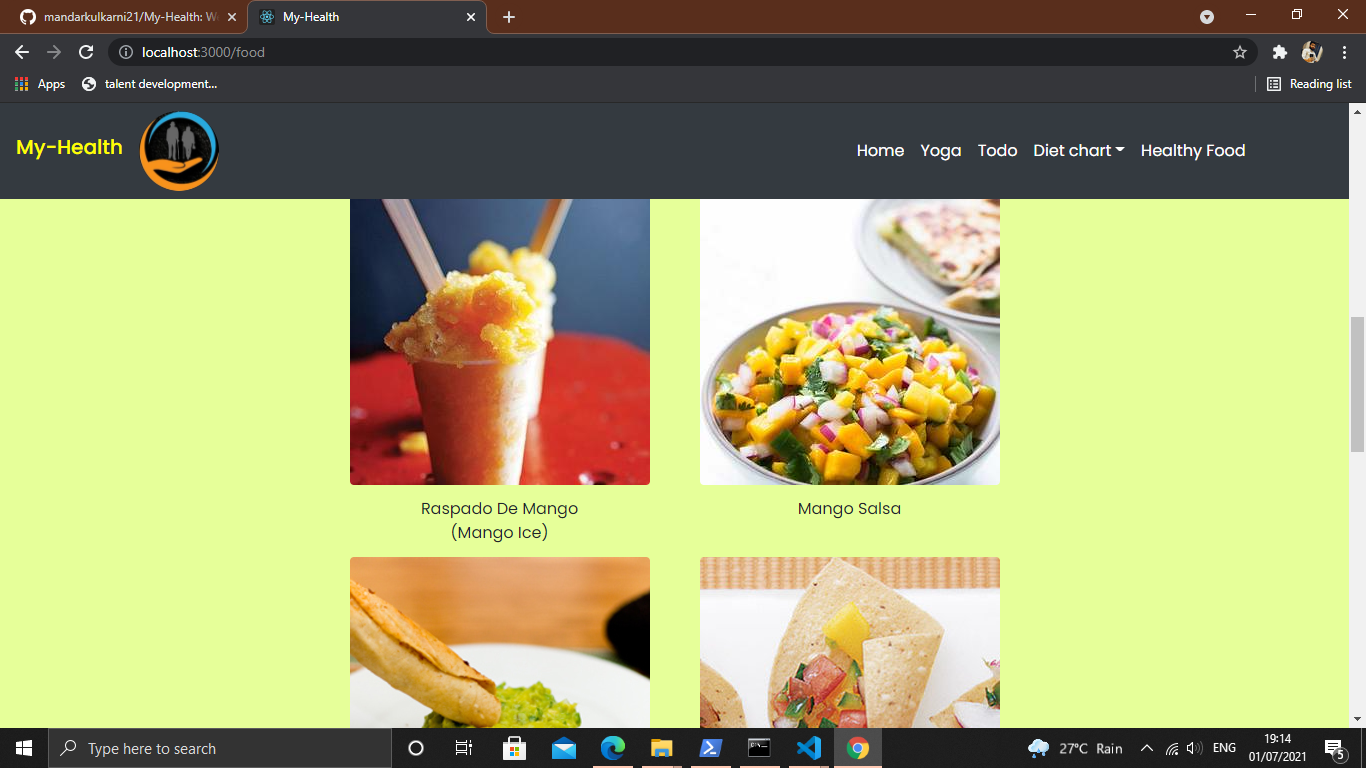 mandarkulkarni21/My-Health: W
My-Health
localhost:3000/food
Apps
talent development...
Reading list
My-Health
Home Yoga Todo Diet chart Healthy Food
Raspado De Mango
(Mango Ice)
Mango Salsa
Type here to search
27°C Rain
ENG
19:14
01/07/2021
5